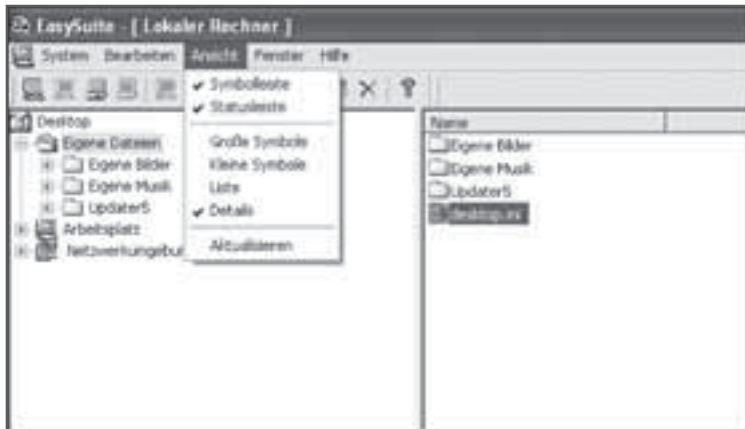 EasySuite - [ Lokaler Rechner ]
System Bearbeiten Ansicht Fenster Hilfe
Symbolleiste
Statusleiste
Große Symbole
Kleine Symbole
Liste
Details
Aktualisieren
Desktop
Eigene Dateien
Eigene Bilder
Eigene Musik
Updater5
Arbeitsplatz
Netzwerkumgebu
Name
Eigene Bilder
Eigene Musik
Updater5
desktop.ini